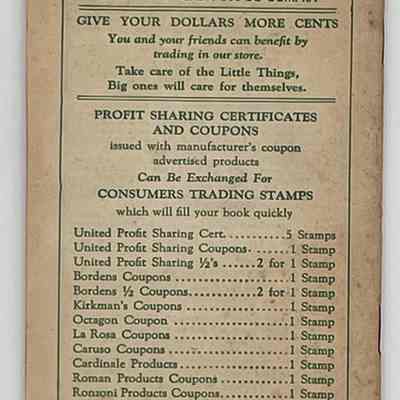 GIVE YOUR DOLLARS MORE CENTS
You and your friends can benefit by
trading in our store.
Take care of the Little Things,
Big ones will care for themselves.
PROFIT SHARING CERTIFICATES
AND COUPONS
issued with manufacturer's coupon
advertised products
Can Be Exchanged For
CONSUMERS TRADING STAMPS
which will fill your book quickly
United Profit Sharing Cert...........5 Stamps
United Profit Sharing Coupons.......1 Stamp
United Profit Sharing ½'s ......2 for 1 Stamp
Bordens Coupons ....................1 Stamp
Bordens ½ Coupons............2 for 1 Stamp
Kirkman's Coupons ..................1 Stamp
Octagon Coupon .....................1 Stamp
La Rosa Coupons ....................1 Stamp
Caruso Coupons .....................1 Stamp
Cardinale Products...................1 Stamp
Roman Products Coupons............1 Stamp
Ronzoni Products Coupons...........1 Stamp